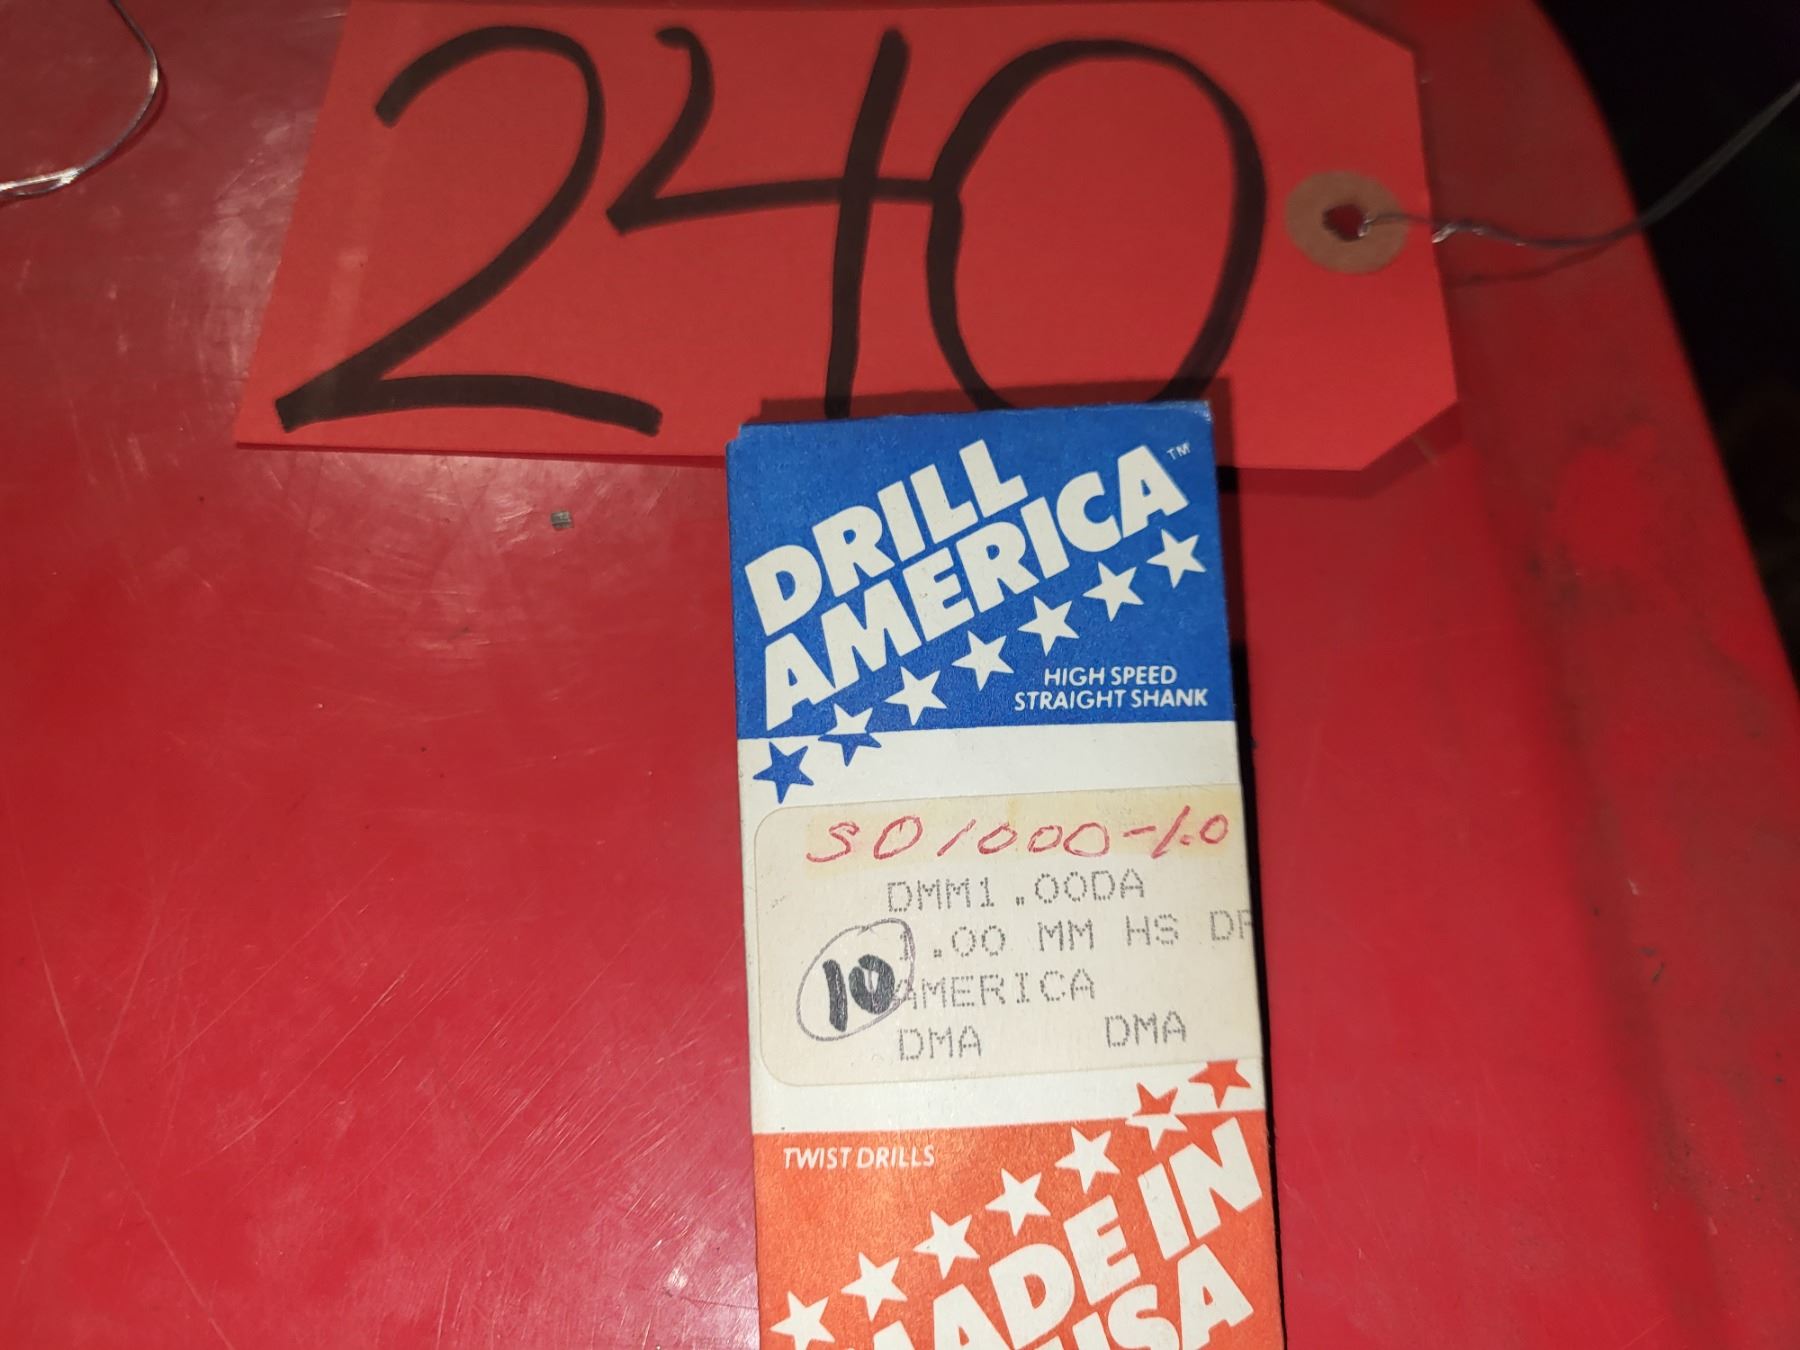 240
DRILL
AMERICA™
HIGH SPEED
STRAIGHT SHANK
SD1000-1.0
DMM1.00DA
1.00 MM HS DR
10
AMERICA
DMA DMA
TWIST DRILLS
MADE IN
USA